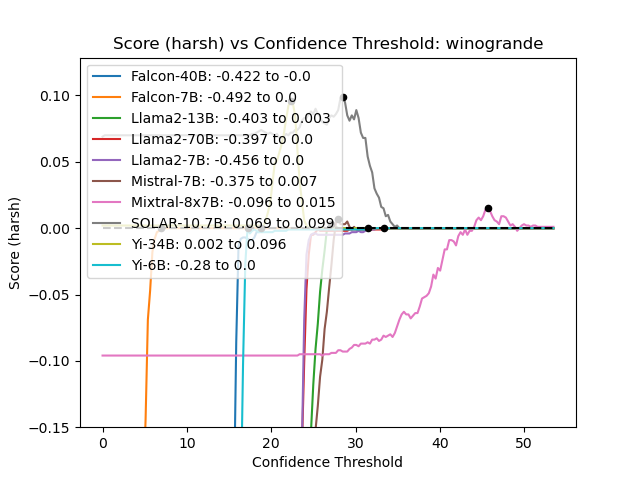 Score (harsh) vs Confidence Threshold: winogrande
Score (harsh)
0.10
0.05
0.00
−0.05
−0.10
−0.15
Falcon-40B: -0.422 to -0.0
Falcon-7B: -0.492 to 0.0
Llama2-13B: -0.403 to 0.003
Llama2-70B: -0.397 to 0.0
Llama2-7B: -0.456 to 0.0
Mistral-7B: -0.375 to 0.007
Mixtral-8x7B: -0.096 to 0.015
SOLAR-10.7B: 0.069 to 0.099
Yi-34B: 0.002 to 0.096
Yi-6B: -0.28 to 0.0
0 10 20 30 40 50
Confidence Threshold